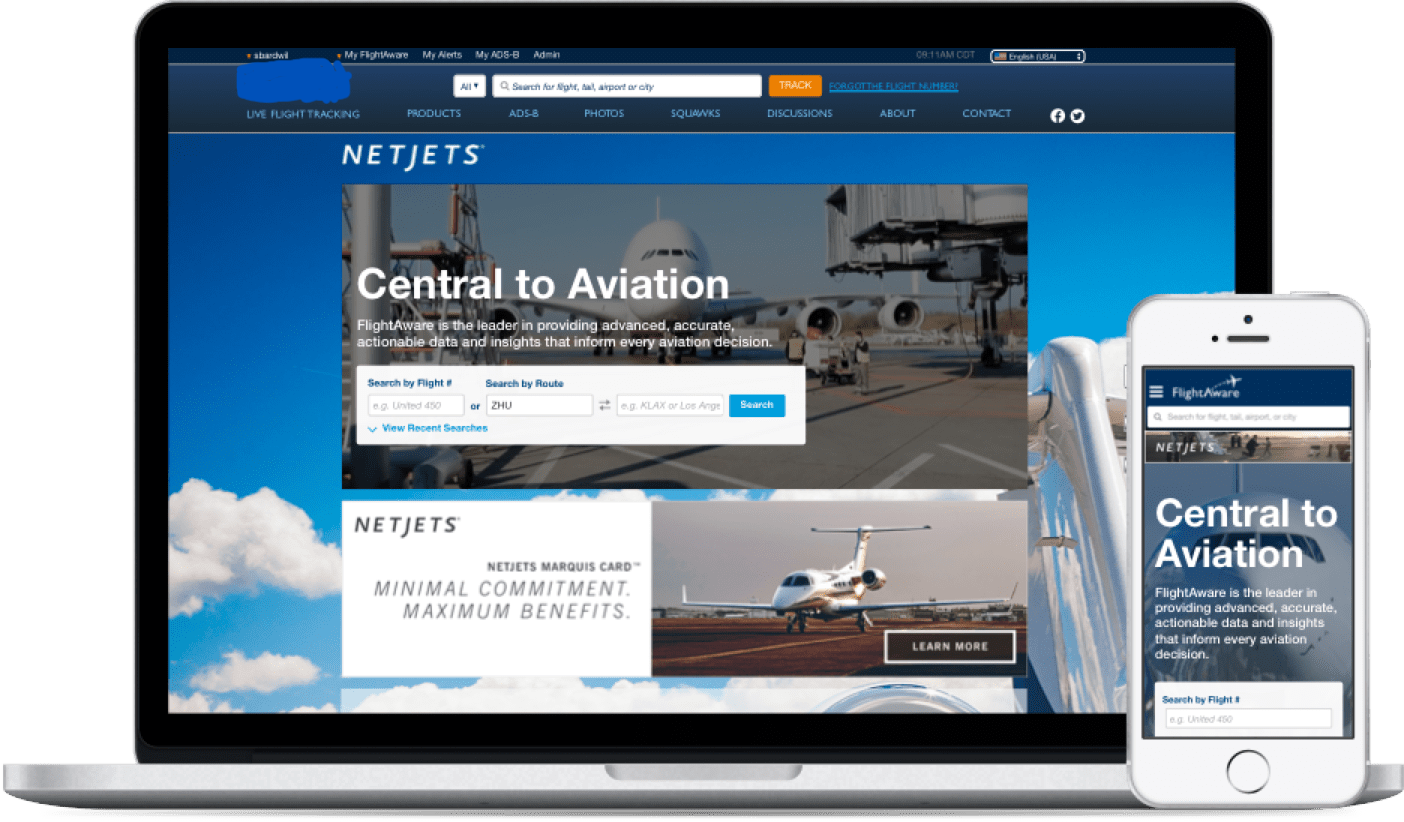 sbardwil My FlightAware My Alerts My ADS-B Admin 09:11AM CDT English (USA)
All Search for flight, tail, airport or city TRACK FORGOT THE FLIGHT NUMBER?
LIVE FLIGHT TRACKING PRODUCTS ADS-B PHOTOS SQUAWKS DISCUSSIONS ABOUT CONTACT
NETJETS®
Central to Aviation
FlightAware is the leader in providing advanced, accurate,
actionable data and insights that inform every aviation decision.
Search by Flight # Search by Route
e.g. United 450 or ZHU e.g. KLAX or Los Ange Search
View Recent Searches
NETJETS®
NETJETS MARQUIS CARD™
MINIMAL COMMITMENT.
MAXIMUM BENEFITS.
LEARN MORE
FlightAware
Search for flight, tail, airport, or city
NETJETS
Central to
Aviation
FlightAware is the leader in
providing advanced, accurate,
actionable data and insights
that inform every aviation
decision.
Search by Flight #
e.g. United 450